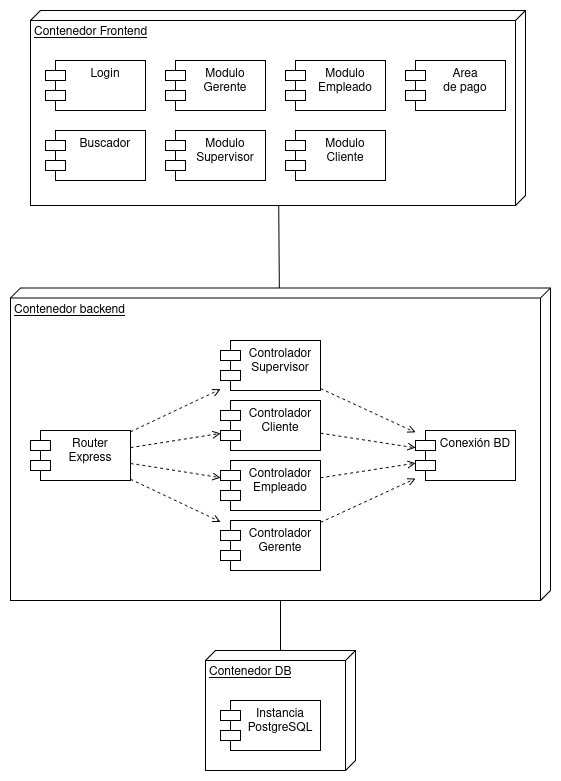 Contenedor Frontend
Login
Modulo
Gerente
Modulo
Empleado
Area
de pago
Buscador
Modulo
Supervisor
Modulo
Cliente
Contenedor backend
Controlador
Supervisor
Controlador
Cliente
Router
Express
Conexión BD
Controlador
Empleado
Controlador
Gerente
Contenedor DB
Instancia
PostgreSQL